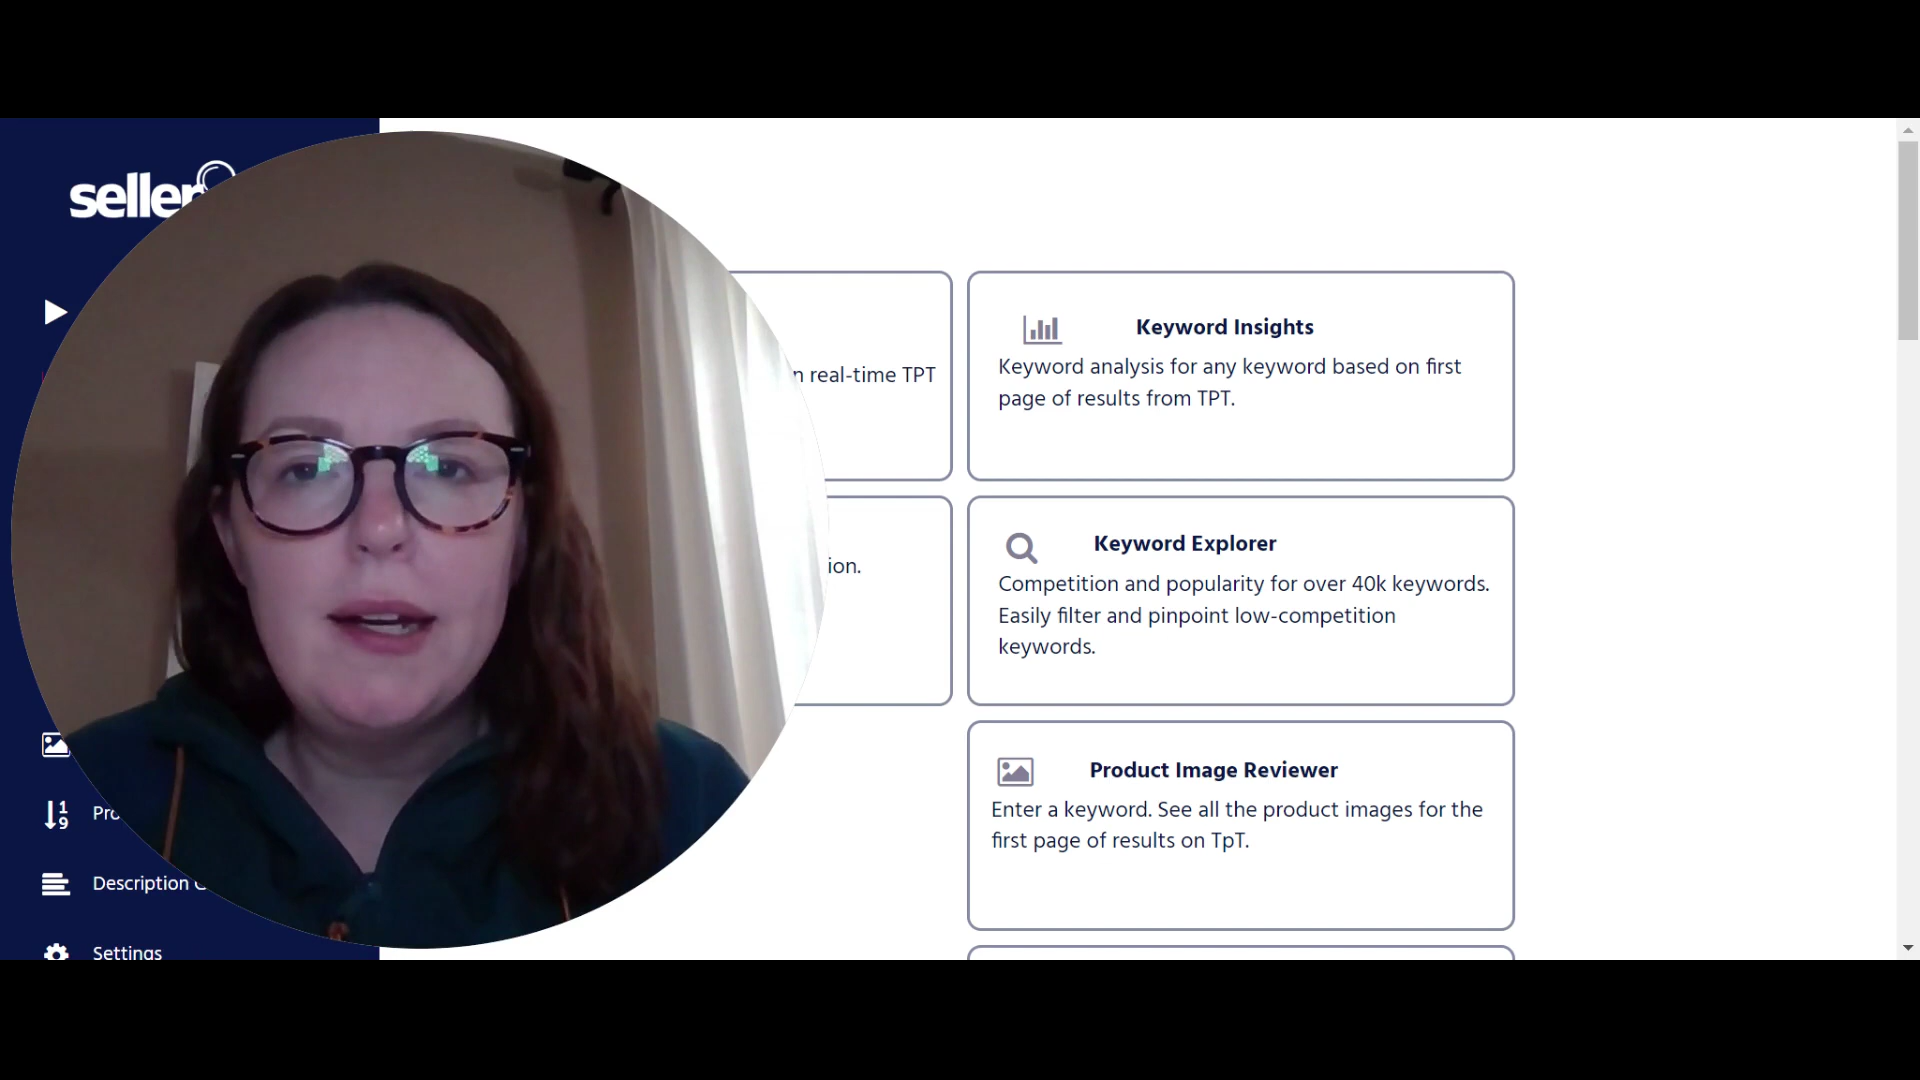 seller
n real-time TPT
Keyword Insights
Keyword analysis for any keyword based on first
page of results from TPT.
ion.
Keyword Explorer
Competition and popularity for over 40k keywords.
Easily filter and pinpoint low-competition
keywords.
Product Image Reviewer
Enter a keyword. See all the product images for the
first page of results on TpT.
1
9
Pro
Description
Settings